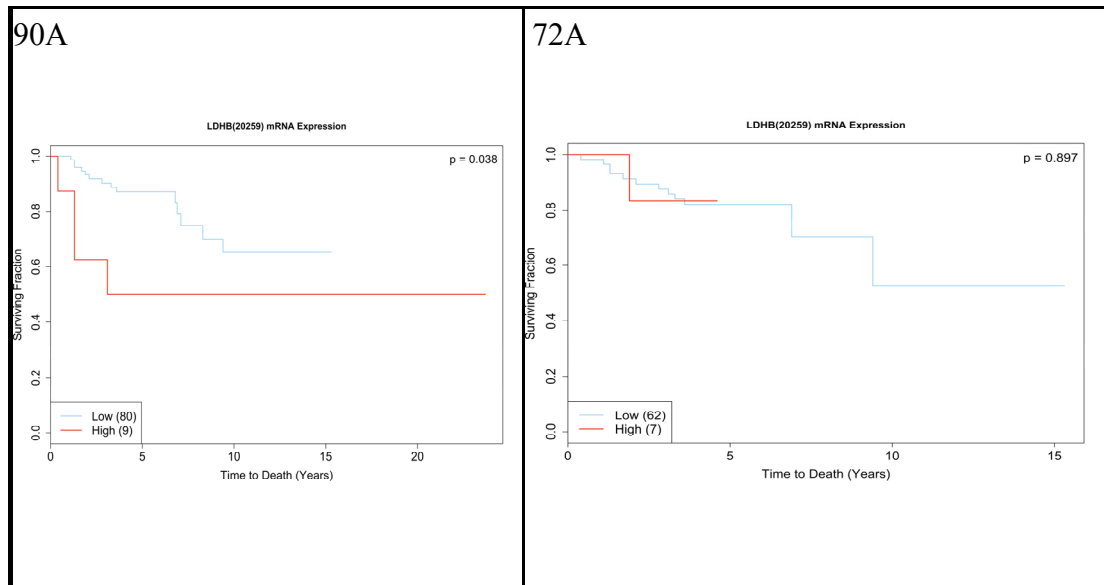 90A
LDHB(20259) mRNA Expression
p = 0.038
1.0
0.8
0.6
0.4
0.2
0.0
Surviving Fraction
Low (80)
High (9)
0 5 10 15 20
Time to Death (Years)
72A
LDHB(20259) mRNA Expression
p = 0.897
1.0
0.8
0.6
0.4
0.2
0.0
Surviving Fraction
Low (62)
High (7)
0 5 10 15
Time to Death (Years)